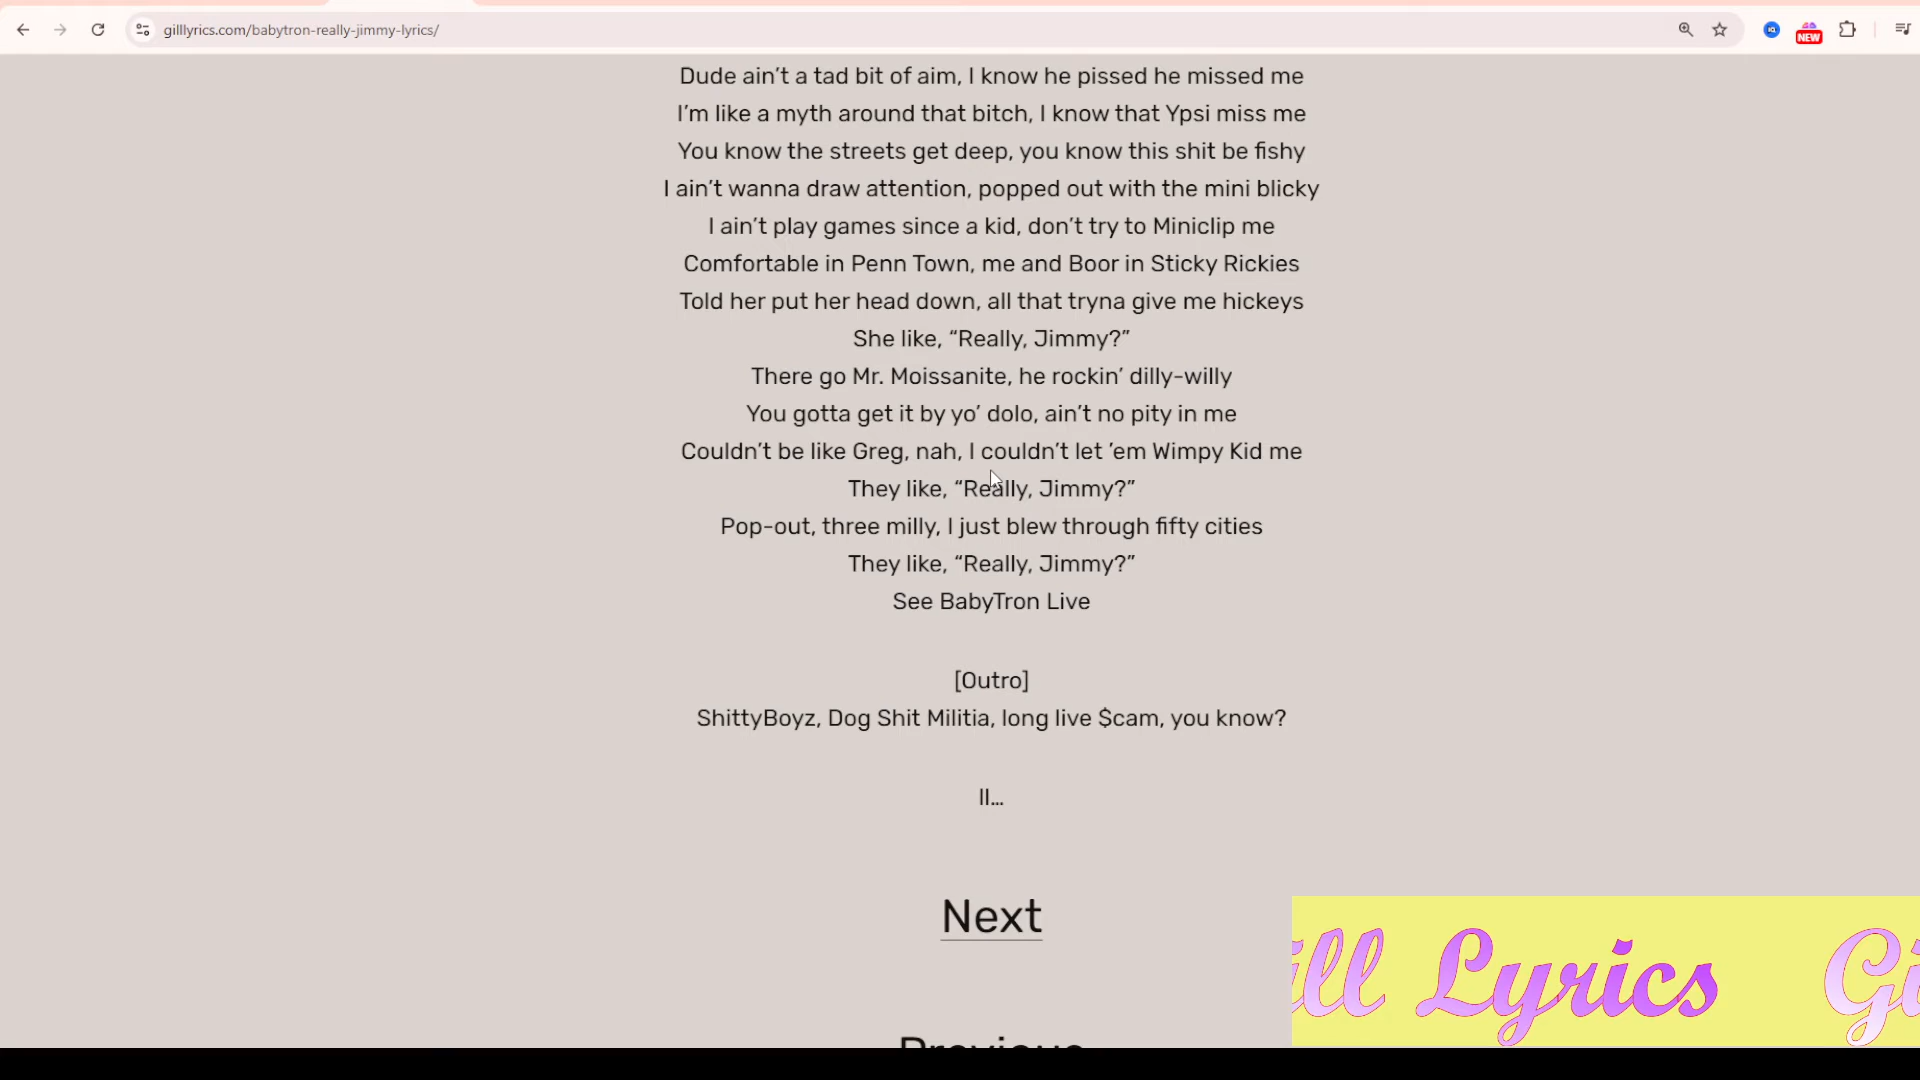 gilllyrics.com/babytron-really-jimmy-lyrics/
NEW
Dude ain’t a tad bit of aim, I know he pissed he missed me
I’m like a myth around that bitch, I know that Ypsi miss me
You know the streets get deep, you know this shit be fishy
I ain’t wanna draw attention, popped out with the mini blicky
I ain’t play games since a kid, don’t try to Miniclip me
Comfortable in Penn Town, me and Boor in Sticky Rickies
Told her put her head down, all that tryna give me hickeys
She like, “Really, Jimmy?”
There go Mr. Moissanite, he rockin’ dilly-willy
You gotta get it by yo’ dolo, ain’t no pity in me
Couldn’t be like Greg, nah, I couldn’t let ’em Wimpy Kid me
They like, “Really, Jimmy?”
Pop-out, three milly, I just blew through fifty cities
They like, “Really, Jimmy?”
See BabyTron Live
[Outro]
ShittyBoyz, Dog Shit Militia, long live $cam, you know?
II…
Next
ill Lyrics Gi
Previous